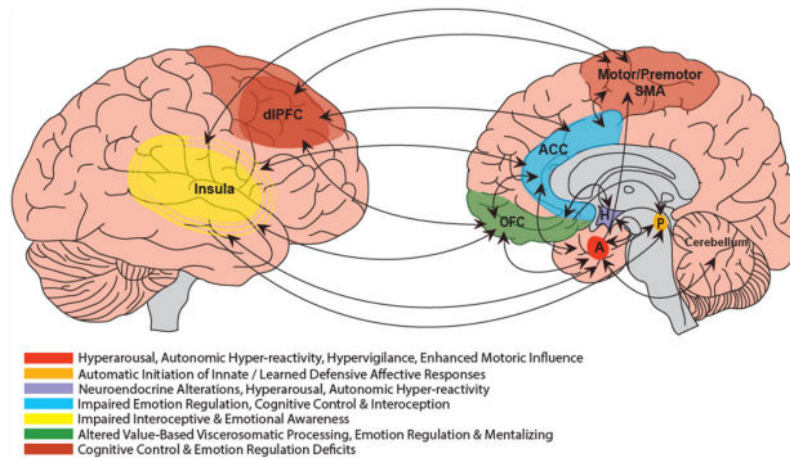 dlPFC
Insula
Motor/Premotor
SMA
ACC
OFC
H
P
A
Cerebellum
Hyperarousal, Autonomic Hyper-reactivity, Hypervigilance, Enhanced Motoric Influence
Automatic Initiation of Innate / Learned Defensive Affective Responses
Neuroendocrine Alterations, Hyperarousal, Autonomic Hyper-reactivity
Impaired Emotion Regulation, Cognitive Control & Interoception
Impaired Interoceptive & Emotional Awareness
Altered Value-Based Viscerosomatic Processing, Emotion Regulation & Mentalizing
Cognitive Control & Emotion Regulation Deficits